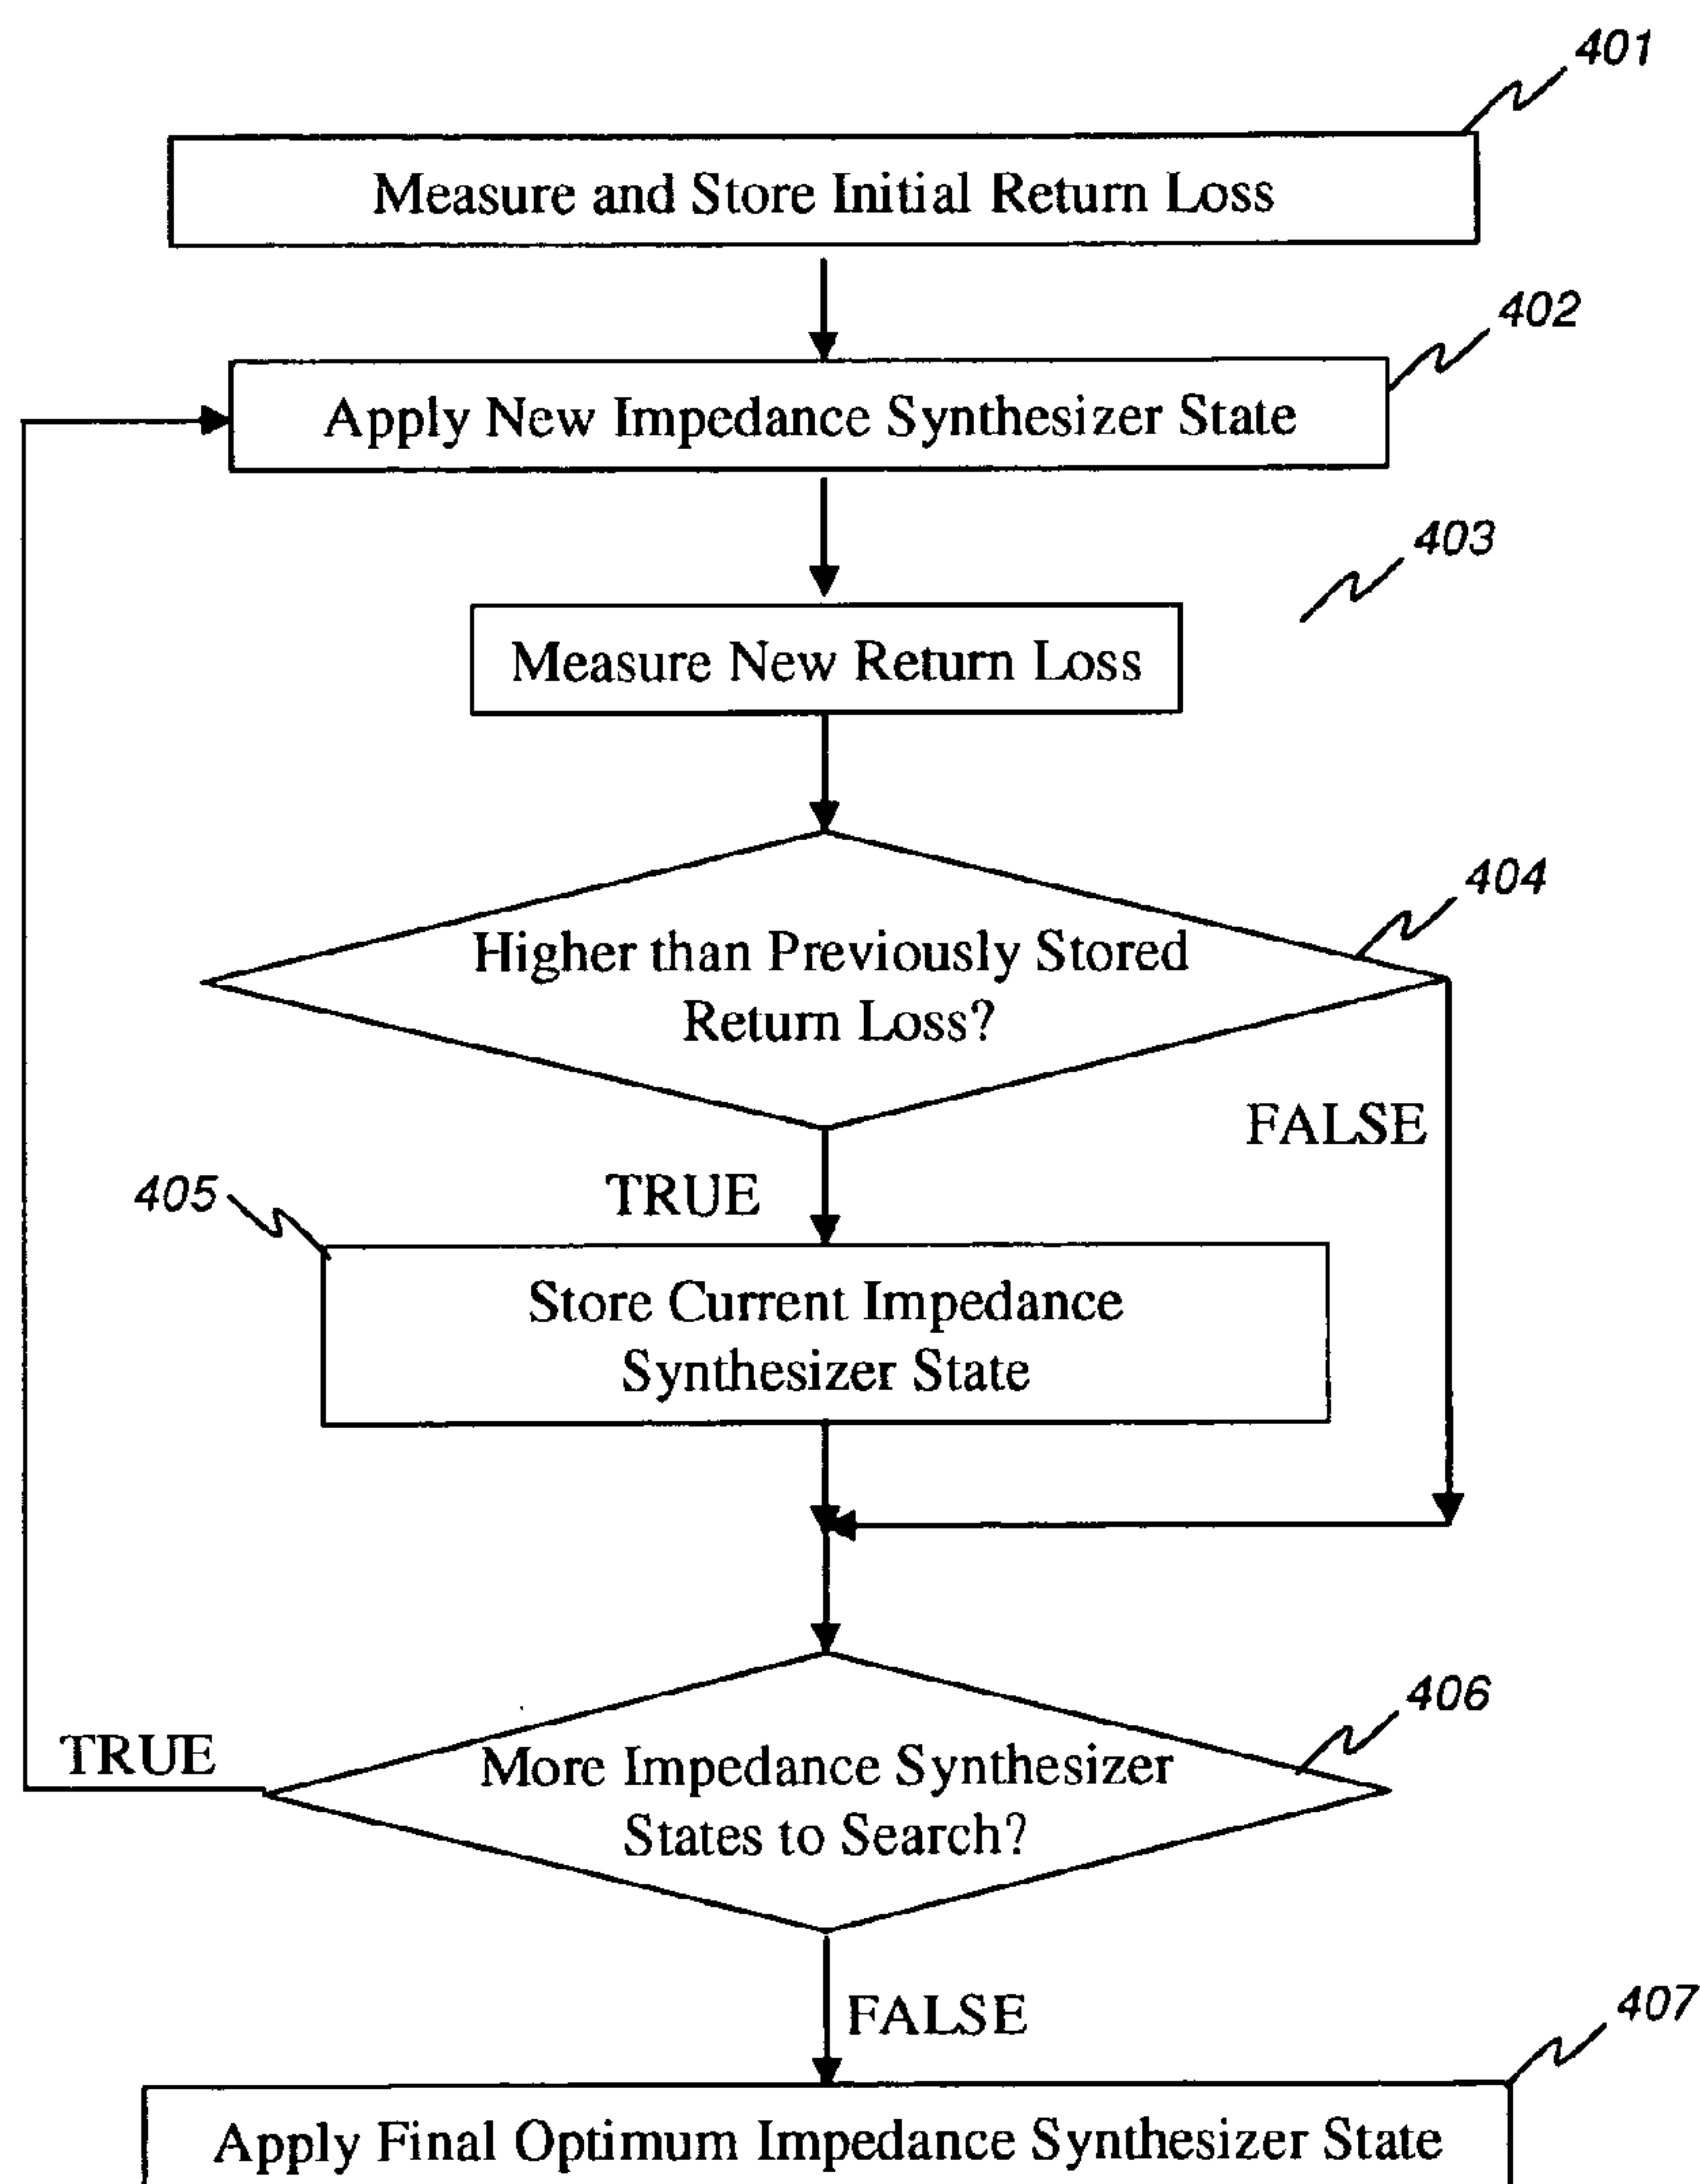 401
Measure and Store Initial Return Loss
402
Apply New Impedance Synthesizer State
403
Measure New Return Loss
404
Higher than Previously Stored
Return Loss?
FALSE
TRUE
405
Store Current Impedance
Synthesizer State
406
TRUE
More Impedance Synthesizer
States to Search?
FALSE
407
Apply Final Optimum Impedance Synthesizer State